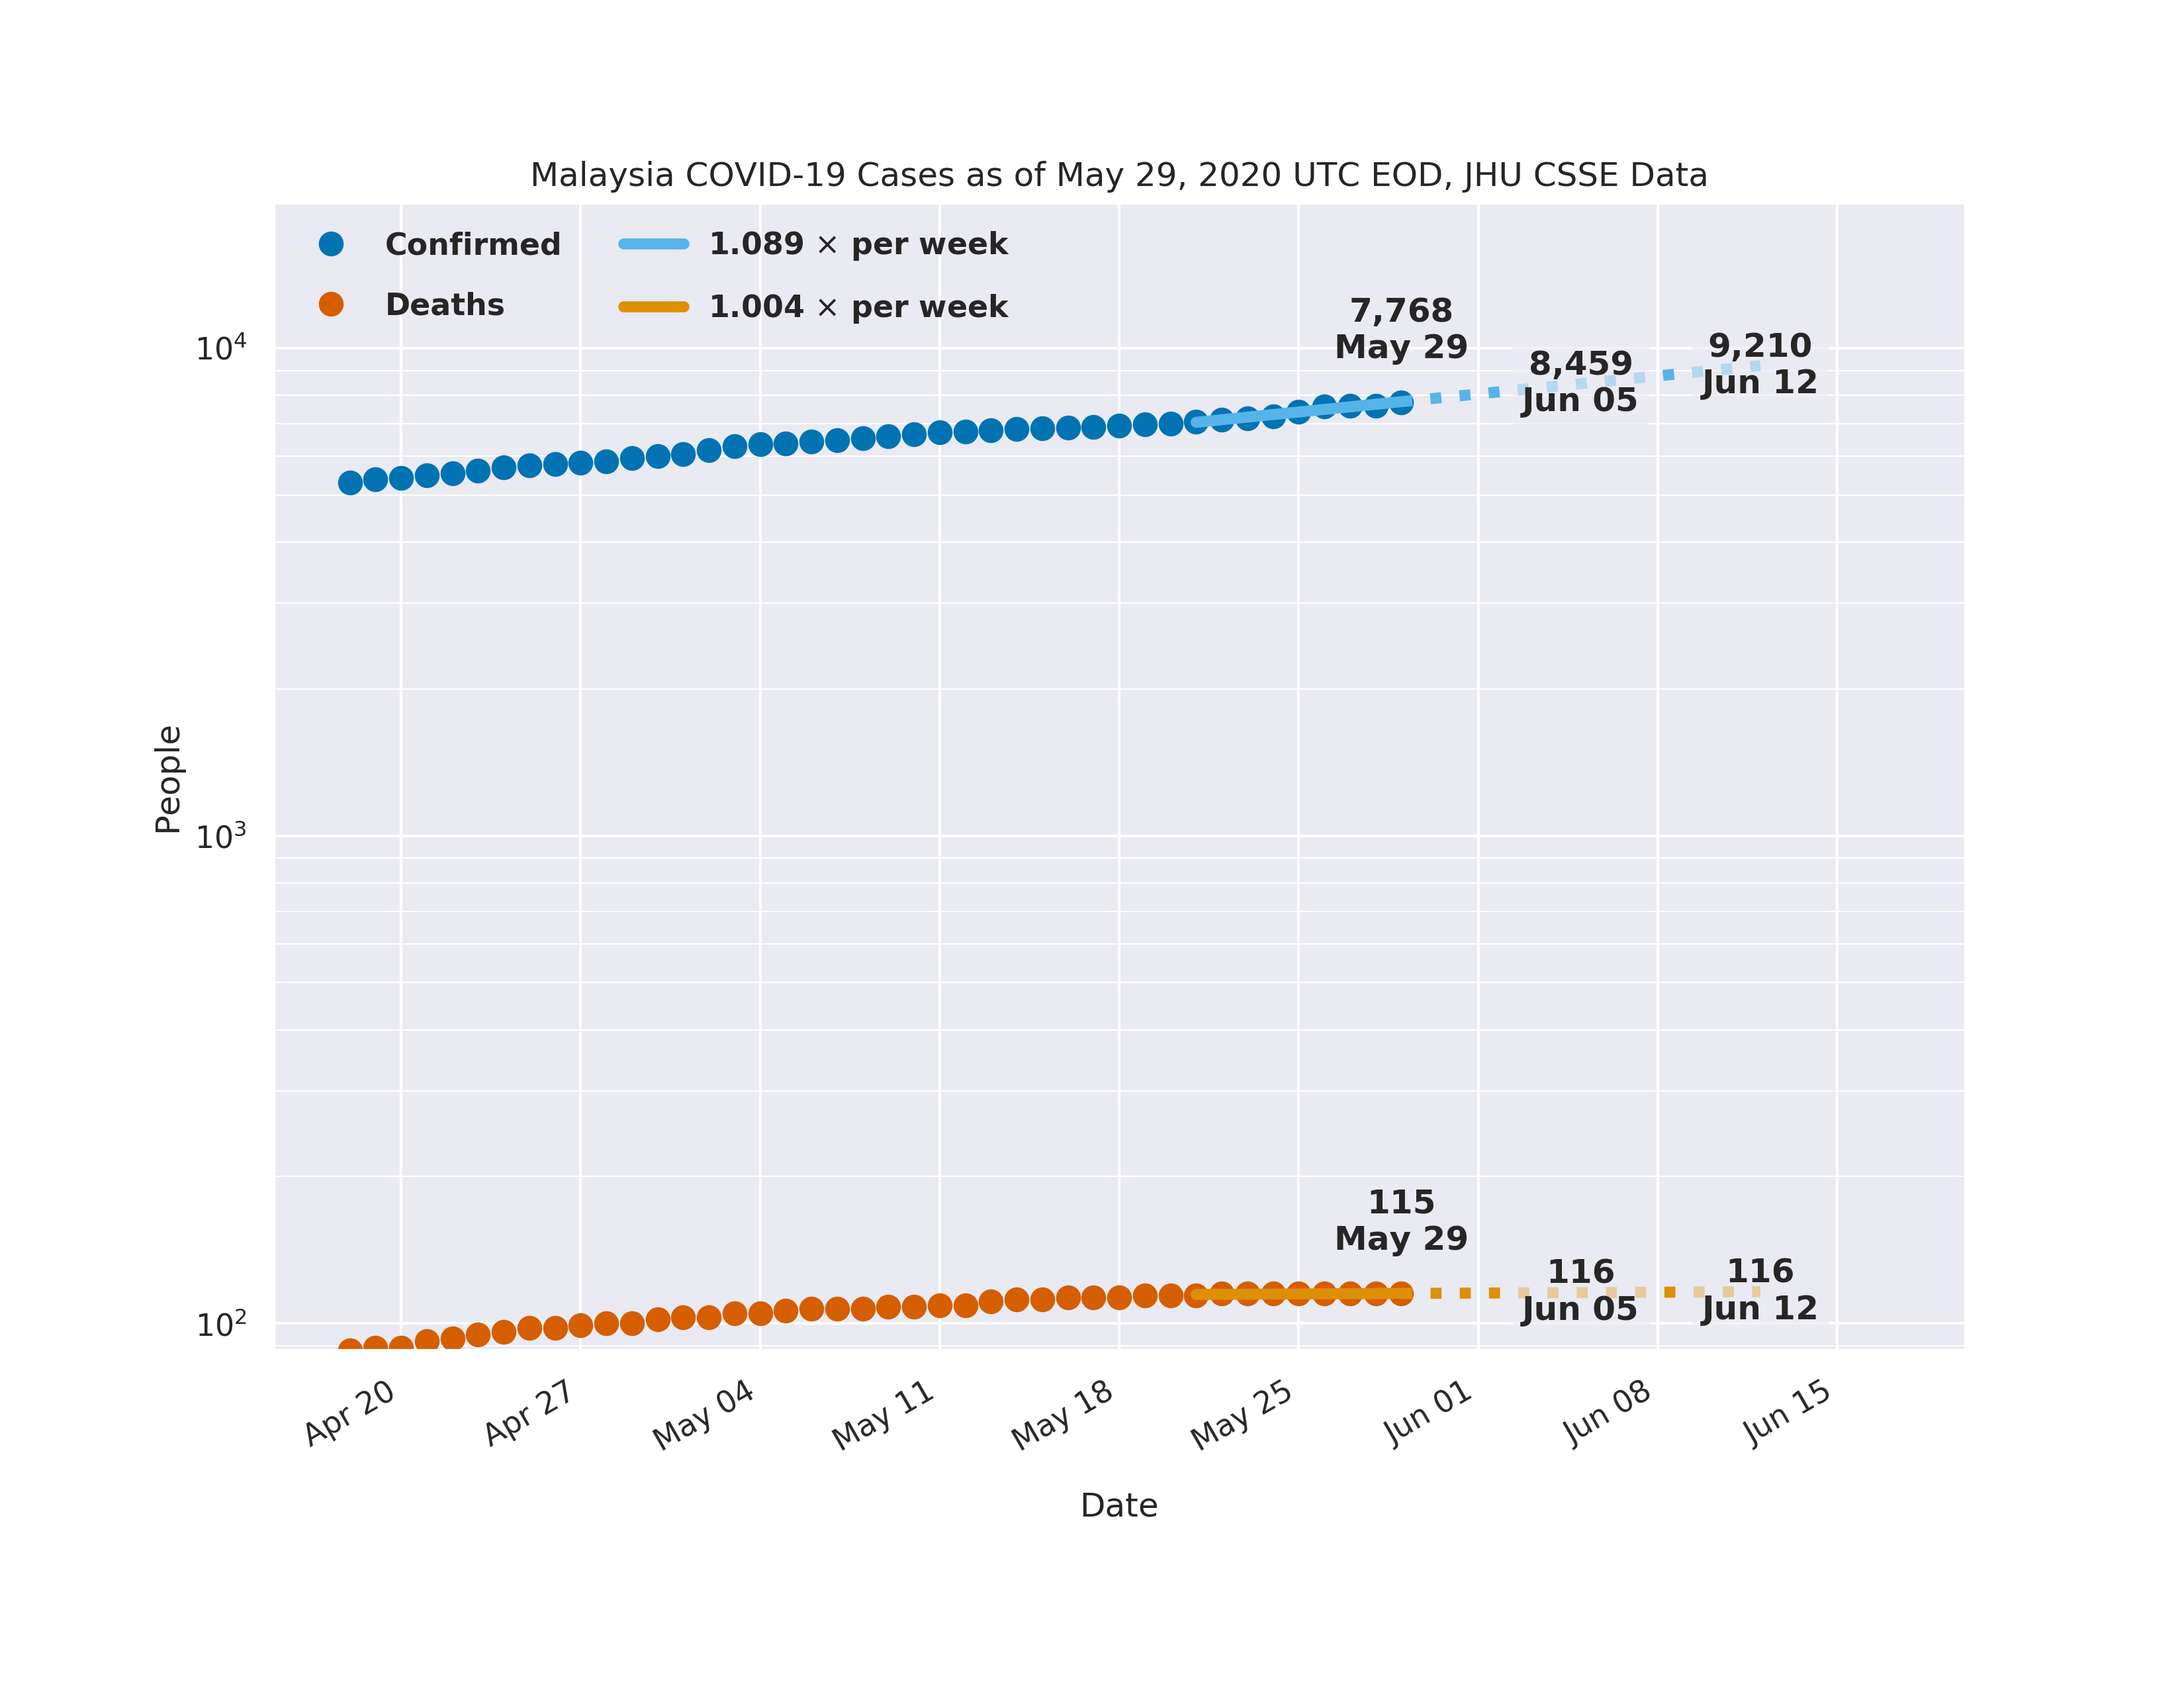 Malaysia COVID-19 Cases as of May 29, 2020 UTC EOD, JHU CSSE Data
Confirmed
Deaths
1.089 × per week
1.004 × per week
7,768
May 29
8,459
Jun 05
9,210
Jun 12
115
May 29
116
Jun 05
116
Jun 12
10⁴
10³
10²
People
Apr 20
Apr 27
May 04
May 11
May 18
May 25
Jun 01
Jun 08
Jun 15
Date